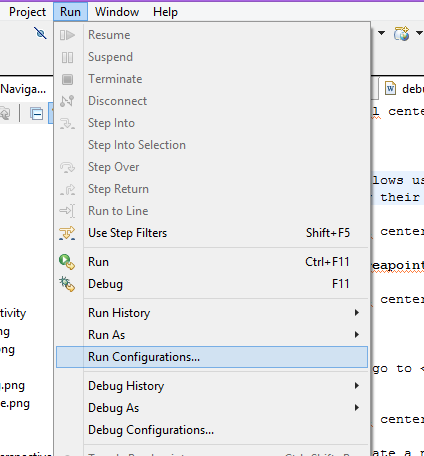 Project Run Window Help
debu
Naviga...
Resume
Suspend
Terminate
Disconnect
Step Into
Step Into Selection
Step Over
Step Return
Run to Line
Use Step Filters Shift+F5
Run Ctrl+F11
Debug F11
Run History
Run As
Run Configurations...
Debug History
Debug As
Debug Configurations...
l cente
lows us
their
center
eapoint
center
go to <
center
ate a
tivity
ng
ong
.png
e.png